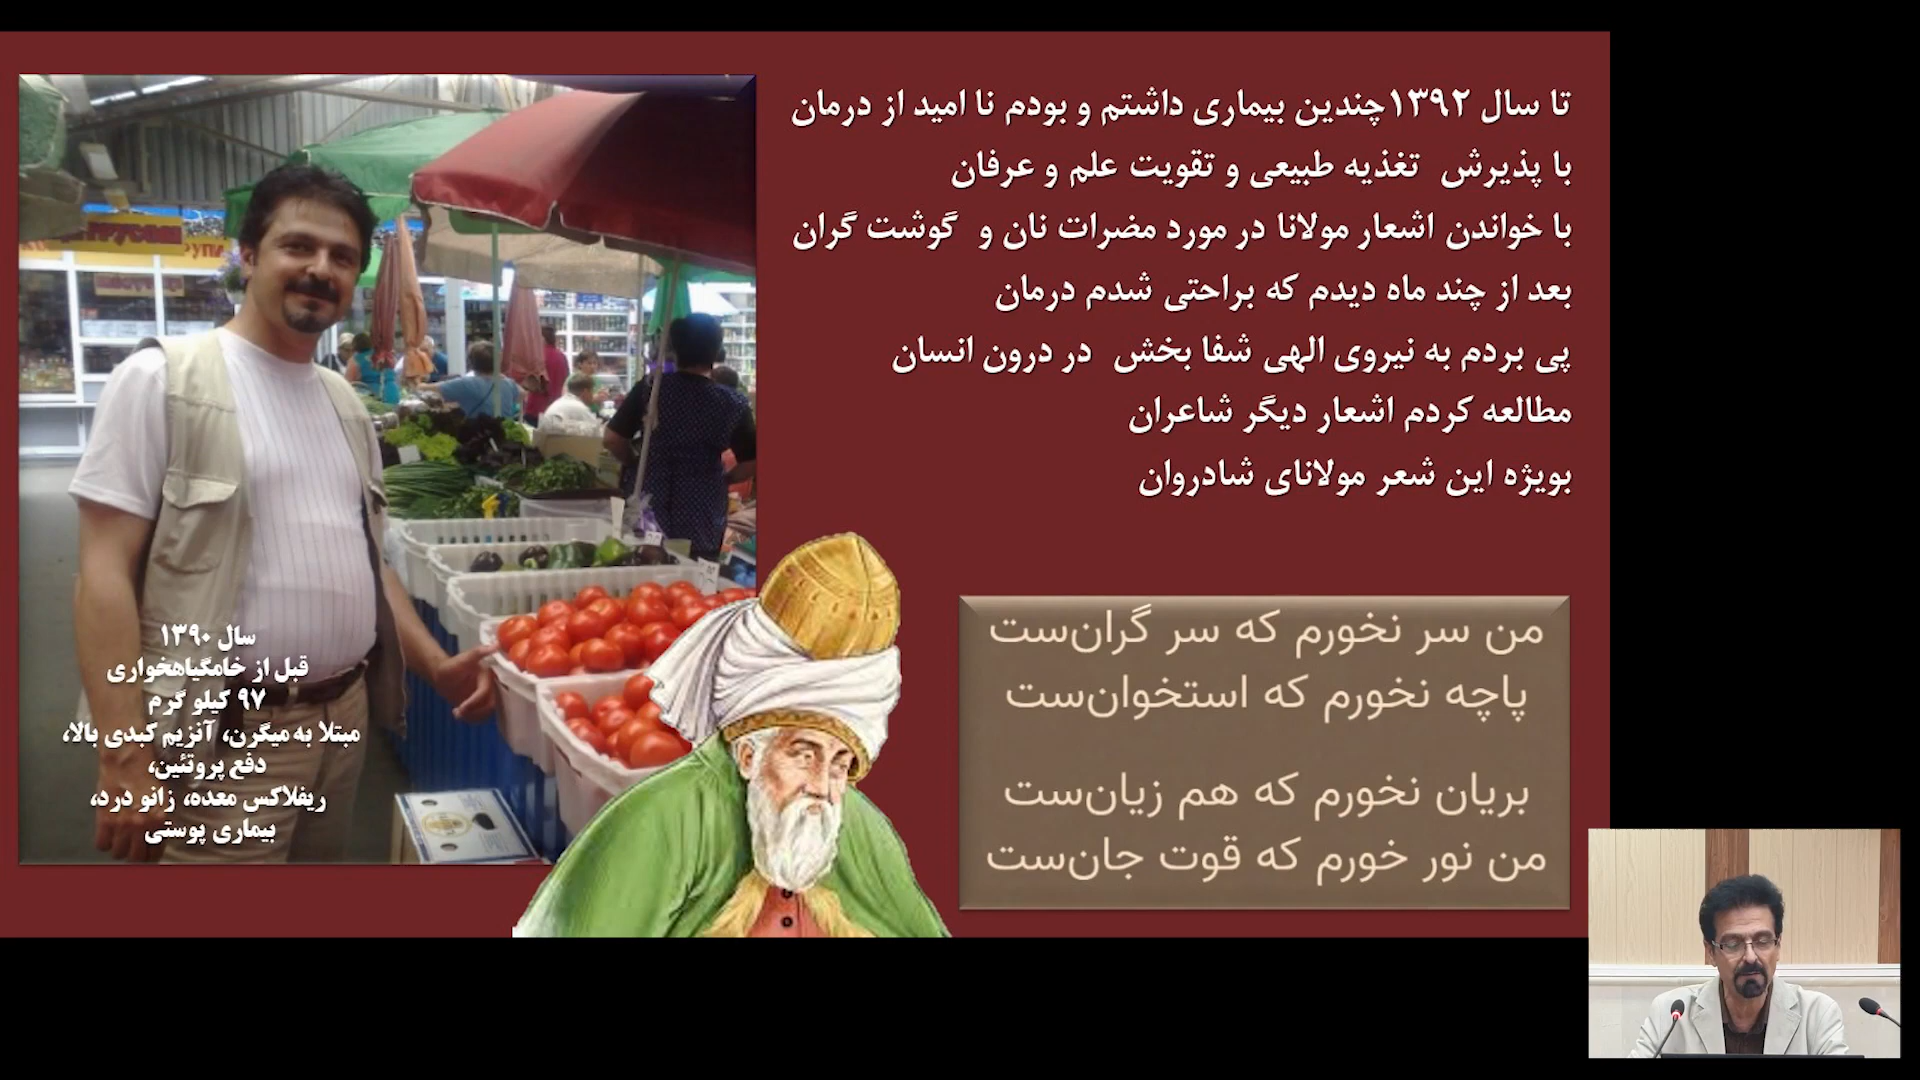 تا سال ۱۳۹۲چندین بیماری داشتم و بودم نا امید از درمان
با پذیرش تغذیه طبیعی و تقویت علم و عرفان
با خواندن اشعار مولانا در مورد مضرات نان و گوشت گران
بعد از چند ماه دیدم که براحتی شدم درمان
پی بردم به نیروی الهی شفا بخش در درون انسان
مطالعه کردم اشعار دیگر شاعران
بویژه این شعر مولانای شادروان
من سر نخورم که سر گران‌ست
پاچه نخورم که استخوان‌ست
بریان نخورم که هم زیان‌ست
من نور خورم که قوت جان‌ست
سال ۱۳۹۰
قبل از خامگیاهخواری
۹۷ کیلو گرم
مبتلا به میگرن، آنزیم کبدی بالا،
دفع پروتئین،
ریفلاکس معده، زانو درد،
بیماری پوستی